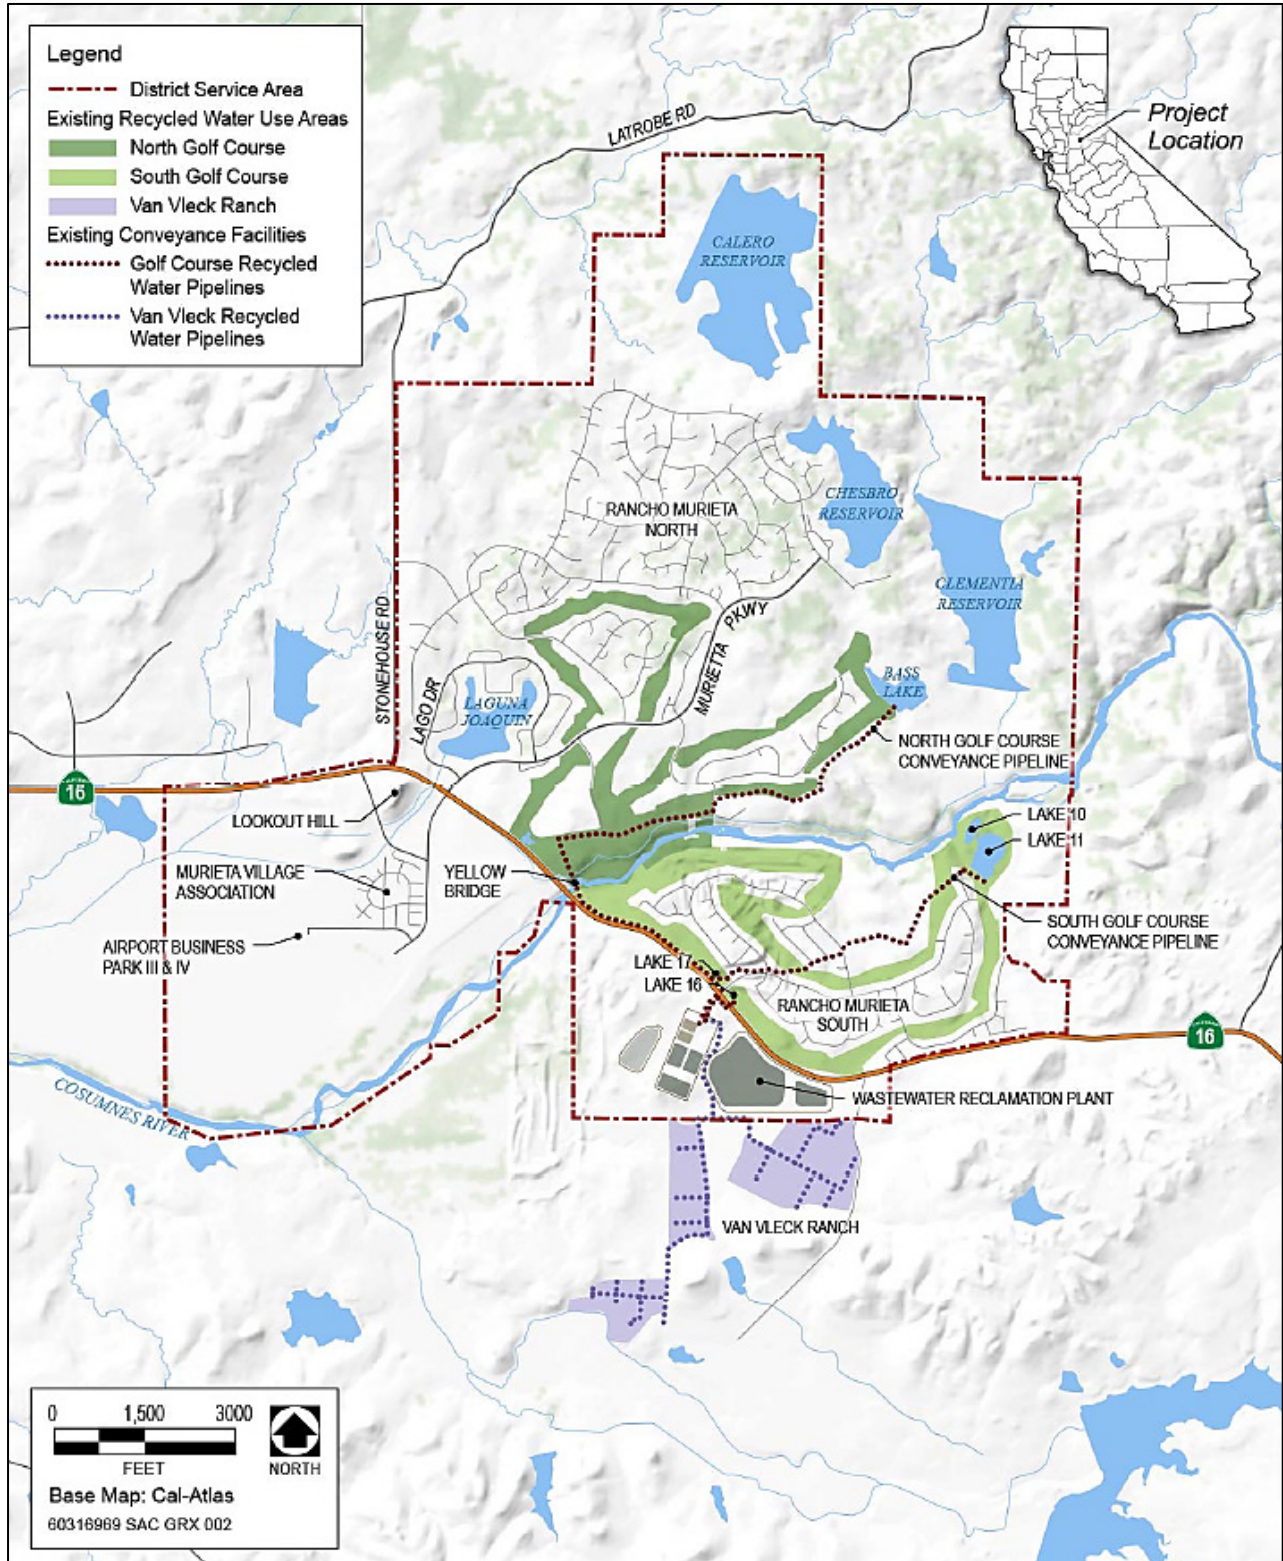 Legend
District Service Area
Existing Recycled Water Use Areas
North Golf Course
South Golf Course
Van Vleck Ranch
Existing Conveyance Facilities
Golf Course Recycled
Water Pipelines
Van Vleck Recycled
Water Pipelines
Project
Location
LATROBE RD
CALERO
RESERVOIR
RANCHO MURIETA
NORTH
CHESBRO
RESERVOIR
CLEMENTIA
RESERVOIR
STONEHOUSE RD
MURIETTA PKWY
LAGO DR
LAGUNA
JOAQUIN
BASS
LAKE
NORTH GOLF COURSE
CONVEYANCE PIPELINE
16
LOOKOUT HILL
LAKE 10
LAKE 11
MURIETA VILLAGE
ASSOCIATION
YELLOW
BRIDGE
AIRPORT BUSINESS
PARK III & IV
SOUTH GOLF COURSE
CONVEYANCE PIPELINE
LAKE 17
LAKE 16
RANCHO MURIETA
SOUTH
16
COSUMNES RIVER
WASTEWATER RECLAMATION PLANT
VAN VLECK RANCH
0 1,500 3000
FEET
NORTH
Base Map: Cal-Atlas
60316969 SAC GRX 002